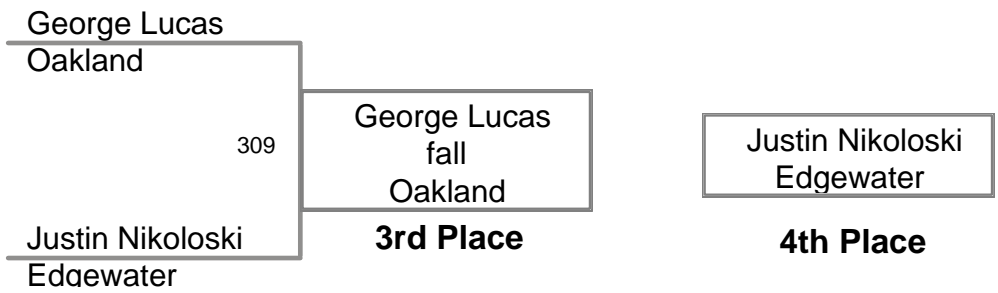 George Lucas
Oakland
309
Justin Nikoloski
Edgewater
George Lucas
fall
Oakland
3rd Place
Justin Nikoloski
Edgewater
4th Place